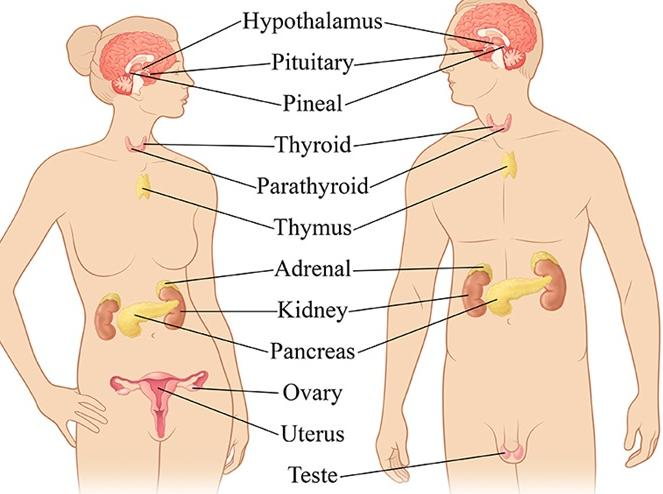 Hypothalamus
Pituitary
Pineal
Thyroid
Parathyroid
Thymus
Adrenal
Kidney
Pancreas
Ovary
Uterus
Teste